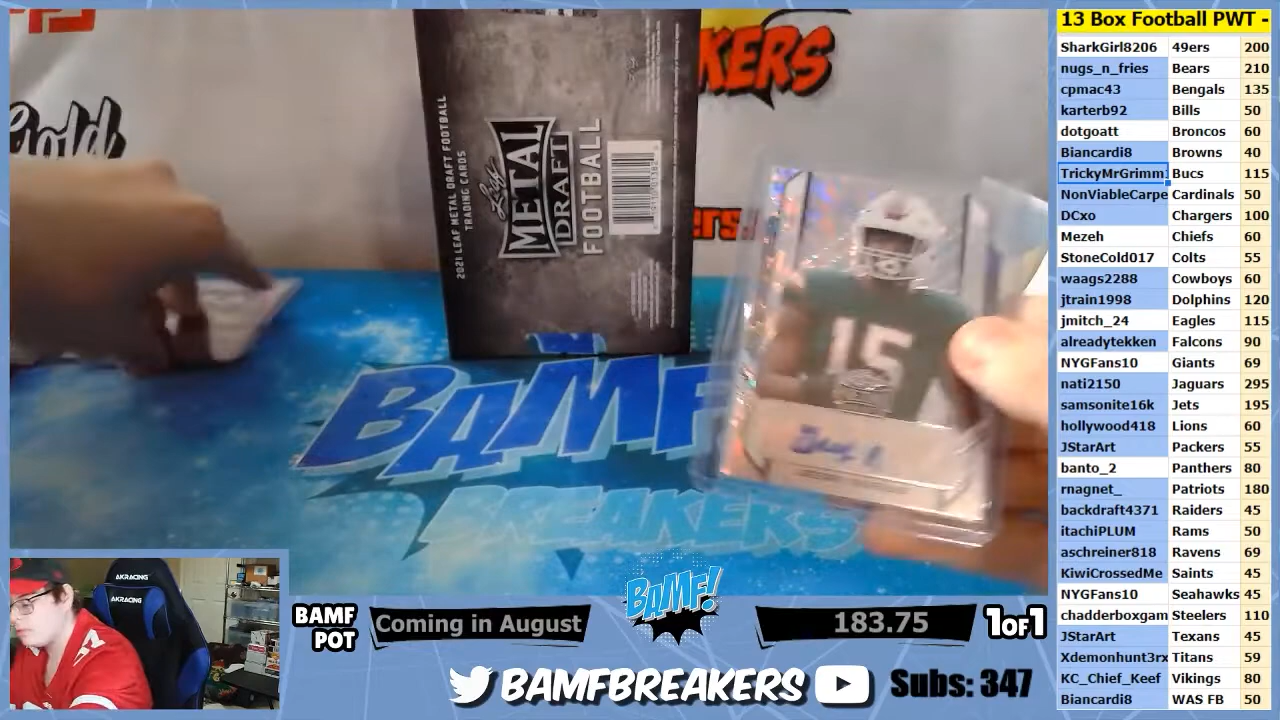 13 Box Football PWT -
SharkGirl8206 49ers 200
nugs_n_fries Bears 210
cpmac43 Bengals 135
karterb92 Bills 50
dotgoatt Broncos 60
Biancardi8 Browns 40
TrickyMrGrimm Bucs 115
NonViableCarpe Cardinals 50
DCxo Chargers 100
Mezeh Chiefs 60
StoneCold017 Colts 55
waags2288 Cowboys 60
jtrain1998 Dolphins 120
jmitch_24 Eagles 115
alreadytekken Falcons 90
NYGFans10 Giants 69
nati2150 Jaguars 295
samsonite16k Jets 195
hollywood418 Lions 60
JStarArt Packers 55
banto_2 Panthers 80
rnagnet_ Patriots 180
backdraft4371 Raiders 45
itachiPLUM Rams 50
aschreiner818 Ravens 69
KiwiCrossedMe Saints 45
NYGFans10 Seahawks 45
chadderboxgam Steelers 110
JStarArt Texans 45
Xdemonhunt3rx Titans 59
KC_Chief_Keef Vikings 80
Biancardi8 WAS FB 50
Gold
KERS
ers
2021 LEAF METAL DRAFT FOOTBALL
TRADING CARDS
Leaf
METAL
DRAFT
FOOTBALL
15
BAMF
BREAKERS
AKRACING
AKRACING
BAMF
POT
Coming in August
BAMF!
183.75
1OF1
BAMFBREAKERS
Subs: 347